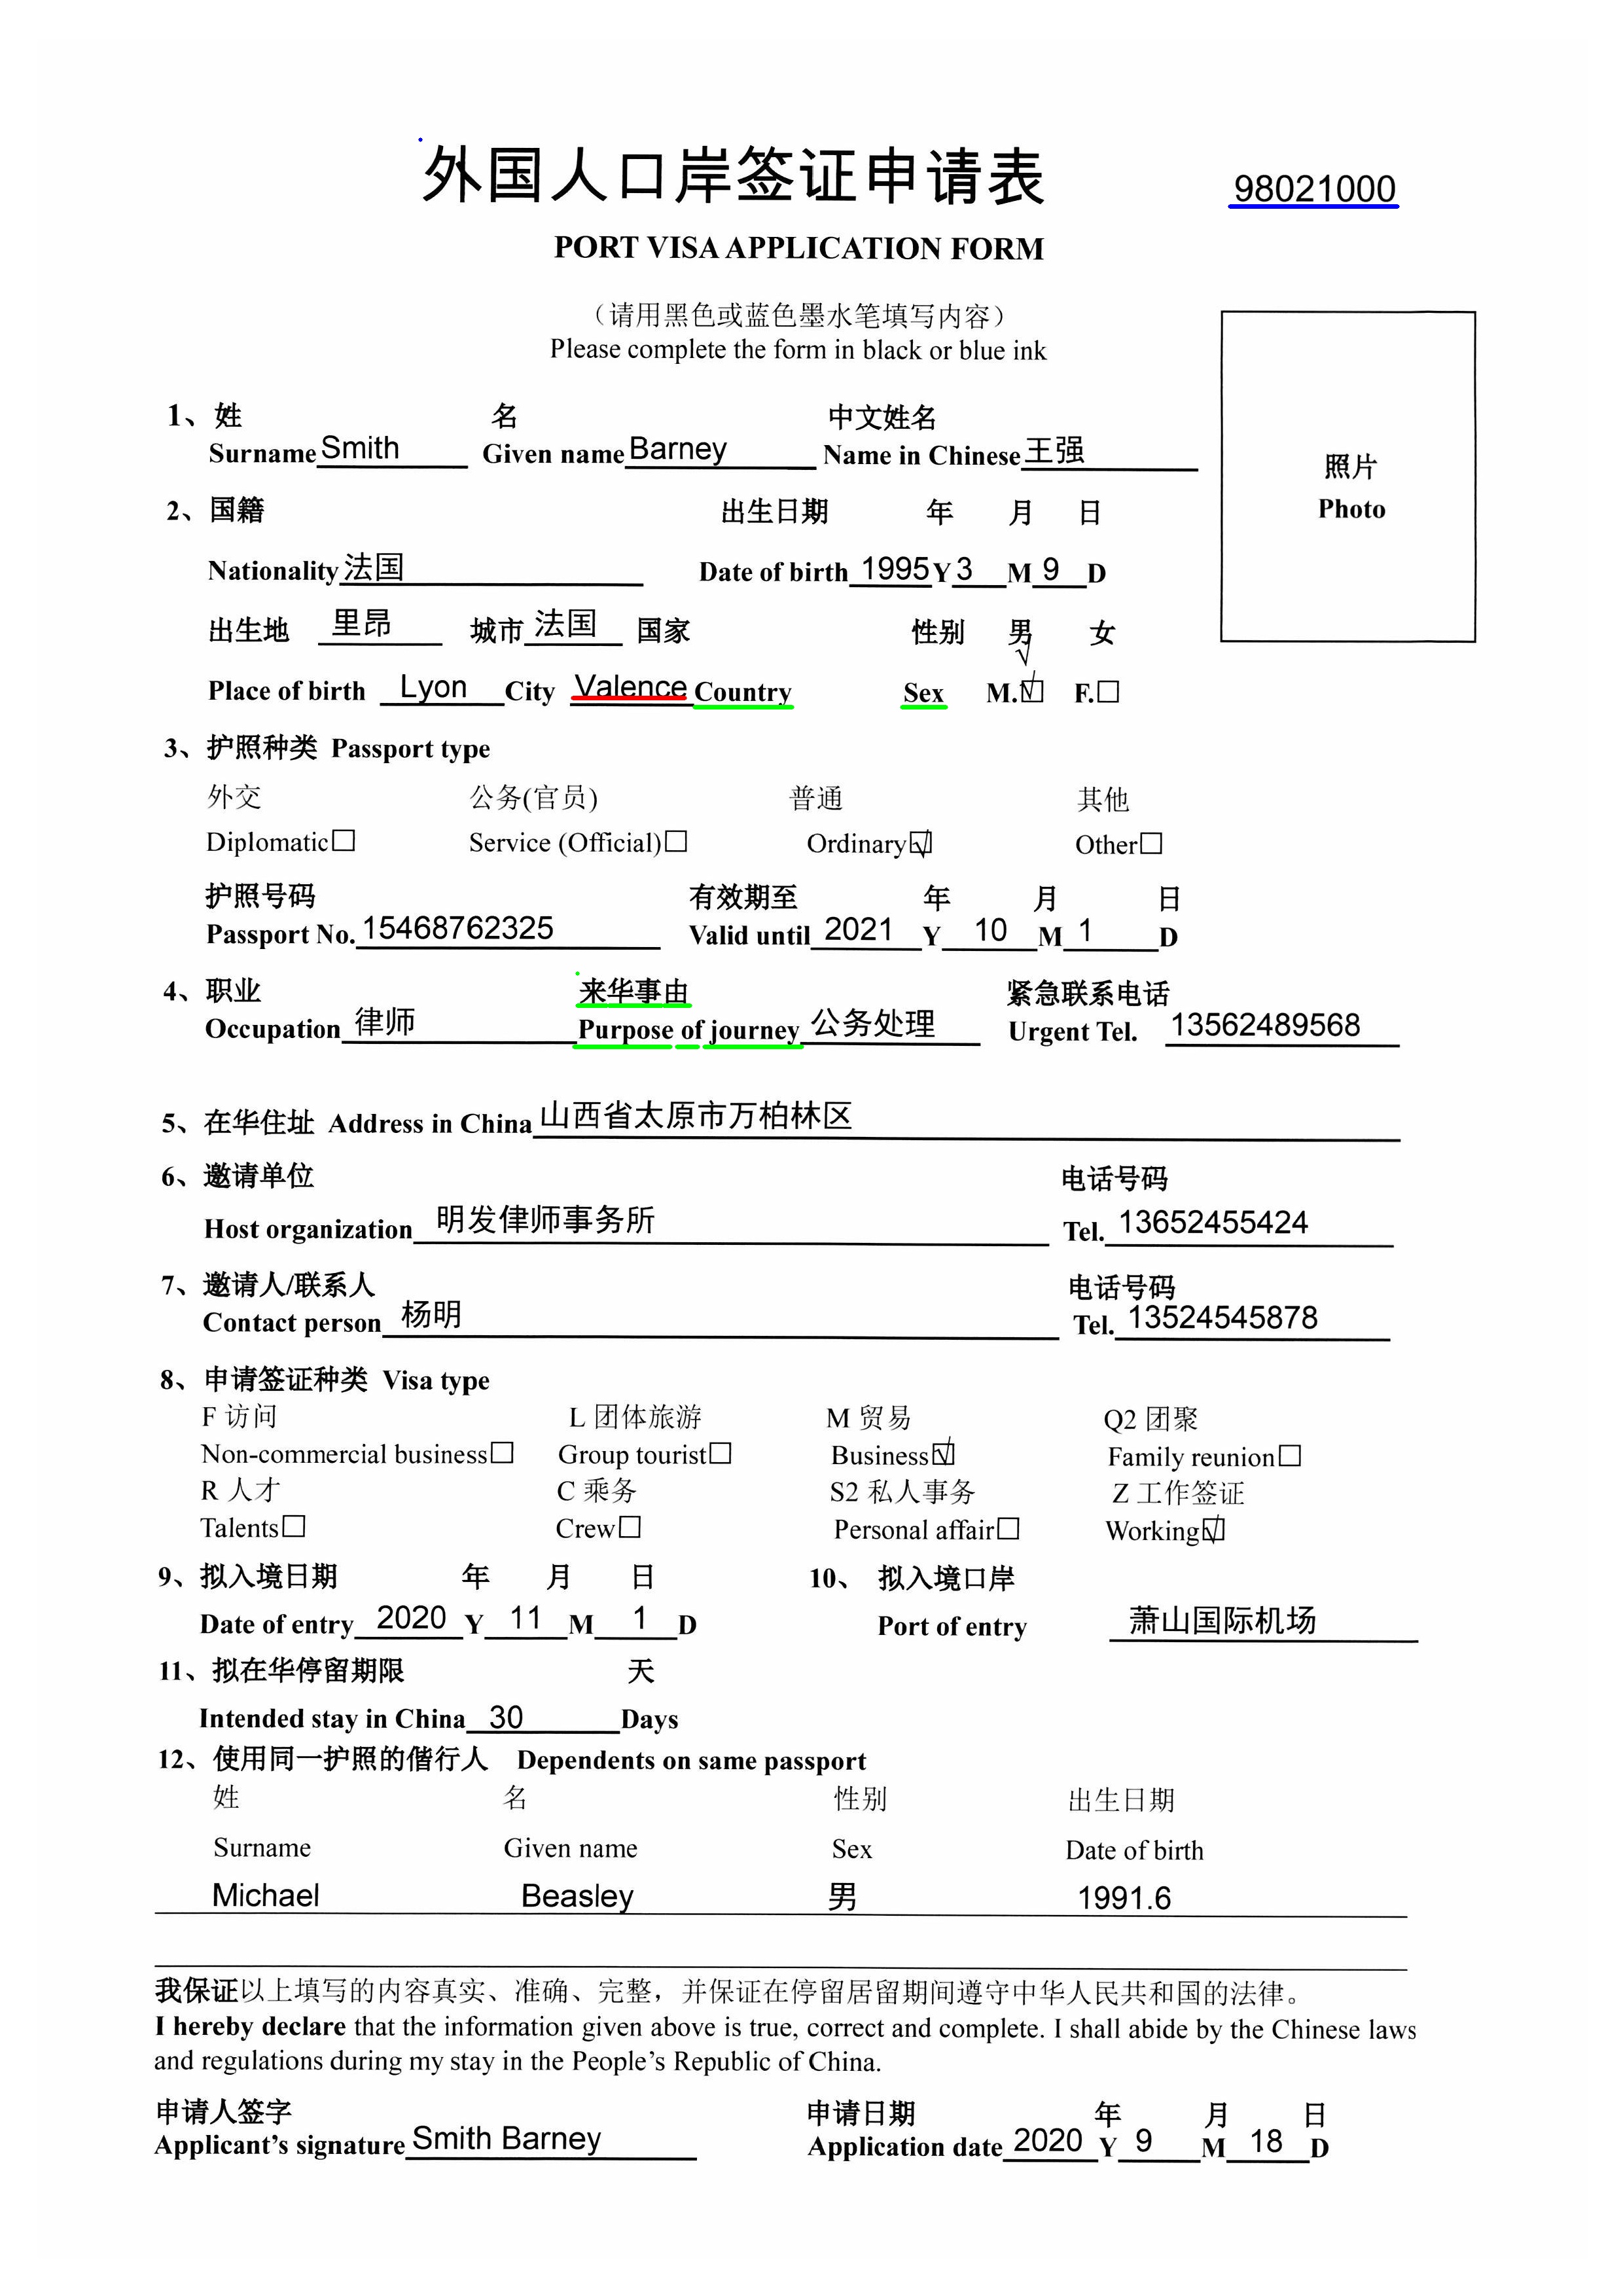 外国人口岸签证申请表 98021000
PORT VISA APPLICATION FORM
（请用黑色或蓝色墨水笔填写内容）
Please complete the form in black or blue ink
1、姓 名 中文姓名
Surname Smith Given name Barney Name in Chinese 王强
照片
Photo
2、国籍 出生日期 年 月 日
Nationality 法国 Date of birth 1995 Y 3 M 9 D
出生地 里昂 城市 法国 国家 性别 男 √ 女
Place of birth Lyon City Valence Country Sex M.☑ F.□
3、护照种类 Passport type
外交 公务(官员) 普通 其他
Diplomatic□ Service (Official)□ Ordinary☑ Other□
护照号码 有效期至 年 月 日
Passport No. 15468762325 Valid until 2021 Y 10 M 1 D
4、职业 来华事由 紧急联系电话
Occupation 律师 Purpose of journey 公务处理 Urgent Tel. 13562489568
5、在华住址 Address in China 山西省太原市万柏林区
6、邀请单位 电话号码
Host organization 明发律师事务所 Tel. 13652455424
7、邀请人/联系人 电话号码
Contact person 杨明 Tel. 13524545878
8、申请签证种类 Visa type
F 访问 L 团体旅游 M 贸易 Q2 团聚
Non-commercial business□ Group tourist□ Business☑ Family reunion□
R 人才 C 乘务 S2 私人事务 Z 工作签证
Talents□ Crew□ Personal affair□ Working☑
9、拟入境日期 年 月 日 10、 拟入境口岸
Date of entry 2020 Y 11 M 1 D Port of entry 萧山国际机场
11、拟在华停留期限 天
Intended stay in China 30 Days
12、使用同一护照的偕行人 Dependents on same passport
姓 名 性别 出生日期
Surname Given name Sex Date of birth
Michael Beasley 男 1991.6
我保证以上填写的内容真实、准确、完整，并保证在停留居留期间遵守中华人民共和国的法律。
I hereby declare that the information given above is true, correct and complete. I shall abide by the Chinese laws
and regulations during my stay in the People's Republic of China.
申请人签字 申请日期 年 月 日
Applicant's signature Smith Barney Application date 2020 Y 9 M 18 D